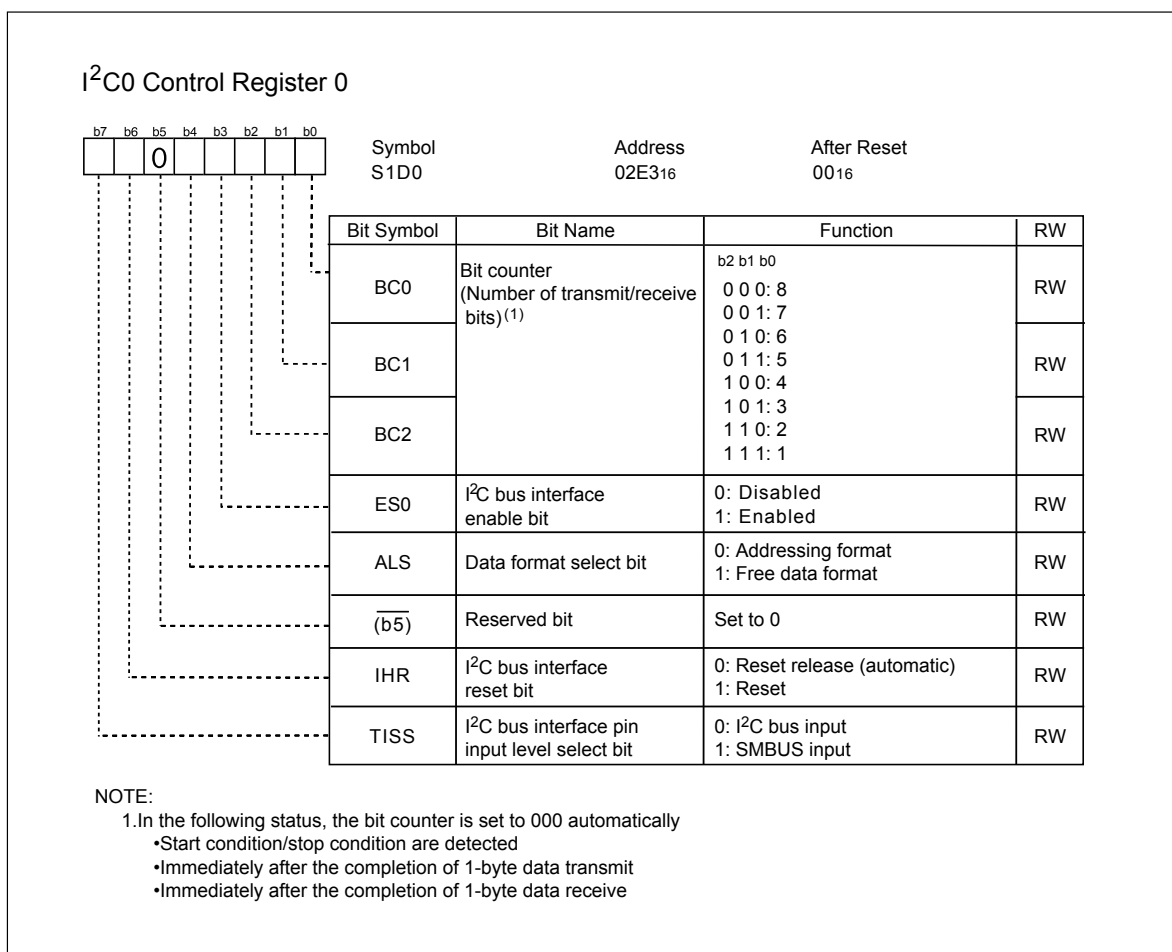 I²C0 Control Register 0
b7 b6 b5 b4 b3 b2 b1 b0
0
Symbol Address After Reset
S1D0 02E316 0016
Bit Symbol Bit Name Function RW
BC0 Bit counter (Number of transmit/receive bits)(1) RW
b2 b1 b0
0 0 0: 8
0 0 1: 7
0 1 0: 6
0 1 1: 5
1 0 0: 4
1 0 1: 3
1 1 0: 2
1 1 1: 1
BC1 RW
BC2 RW
ES0 I²C bus interface enable bit RW
0: Disabled
1: Enabled
ALS Data format select bit RW
0: Addressing format
1: Free data format
(b5) Reserved bit Set to 0 RW
IHR I²C bus interface reset bit RW
0: Reset release (automatic)
1: Reset
TISS I²C bus interface pin input level select bit RW
0: I²C bus input
1: SMBUS input
NOTE:
1.In the following status, the bit counter is set to 000 automatically
•Start condition/stop condition are detected
•Immediately after the completion of 1-byte data transmit
•Immediately after the completion of 1-byte data receive